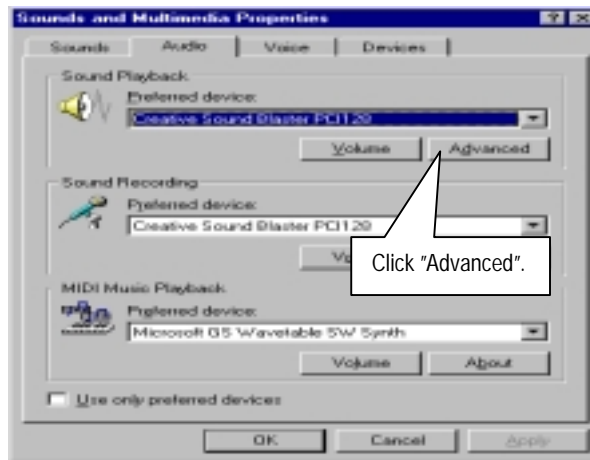 Sounds and Multimedia Properties
Sounds Audio Voice Devices
Sound Playback
Preferred device:
Creative Sound Blaster PCI128
Volume Advanced
Sound Recording
Preferred device:
Creative Sound Blaster PCI128
Click "Advanced".
MIDI Music Playback
Preferred device:
Microsoft GS Wavetable SW Synth
Volume About
Use only preferred devices
OK Cancel Apply